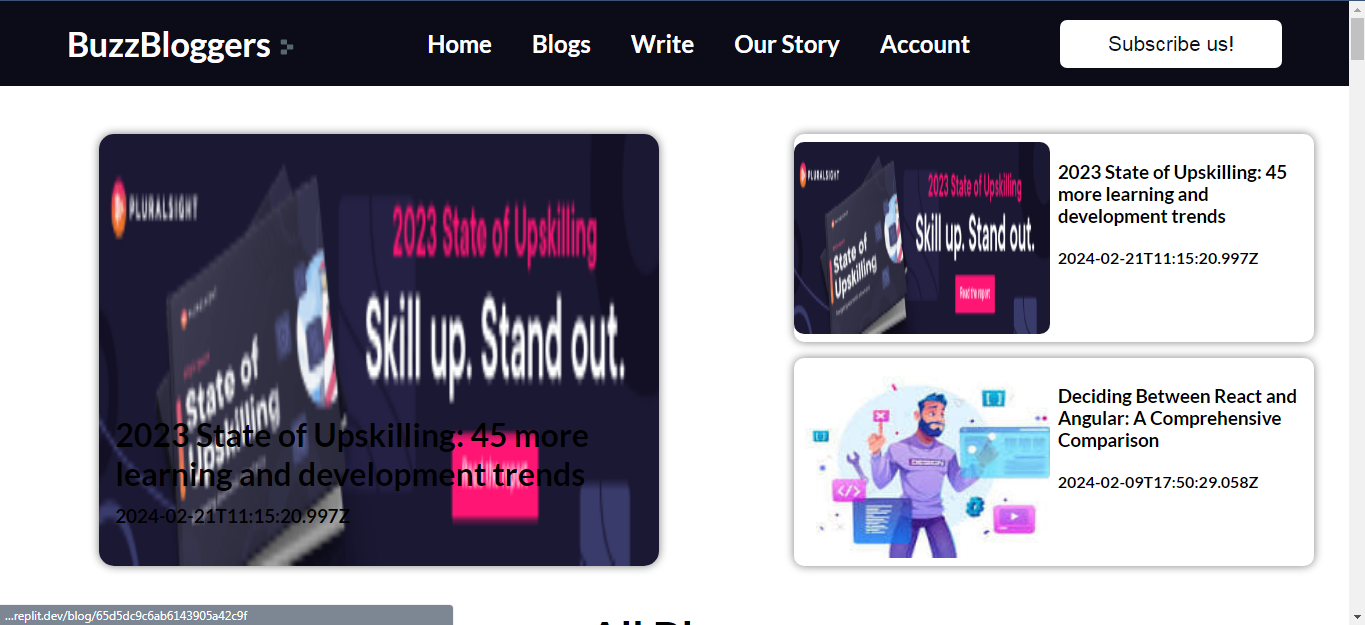 BuzzBloggers
Home Blogs Write Our Story Account
Subscribe us!
PLURALSIGHT
2023 State of Upskilling
Skill up. Stand out.
State of
Upskilling
2023 State of Upskilling: 45 more
learning and development trends
2024-02-21T11:15:20.997Z
PLURALSIGHT
2023 State of Upskilling
Skill up. Stand out.
Read the report
State of
Upskilling
2023 State of Upskilling: 45
more learning and
development trends
2024-02-21T11:15:20.997Z
Deciding Between React and
Angular: A Comprehensive
Comparison
2024-02-09T17:50:29.058Z
...replit.dev/blog/65d5dc9c6ab6143905a42c9f